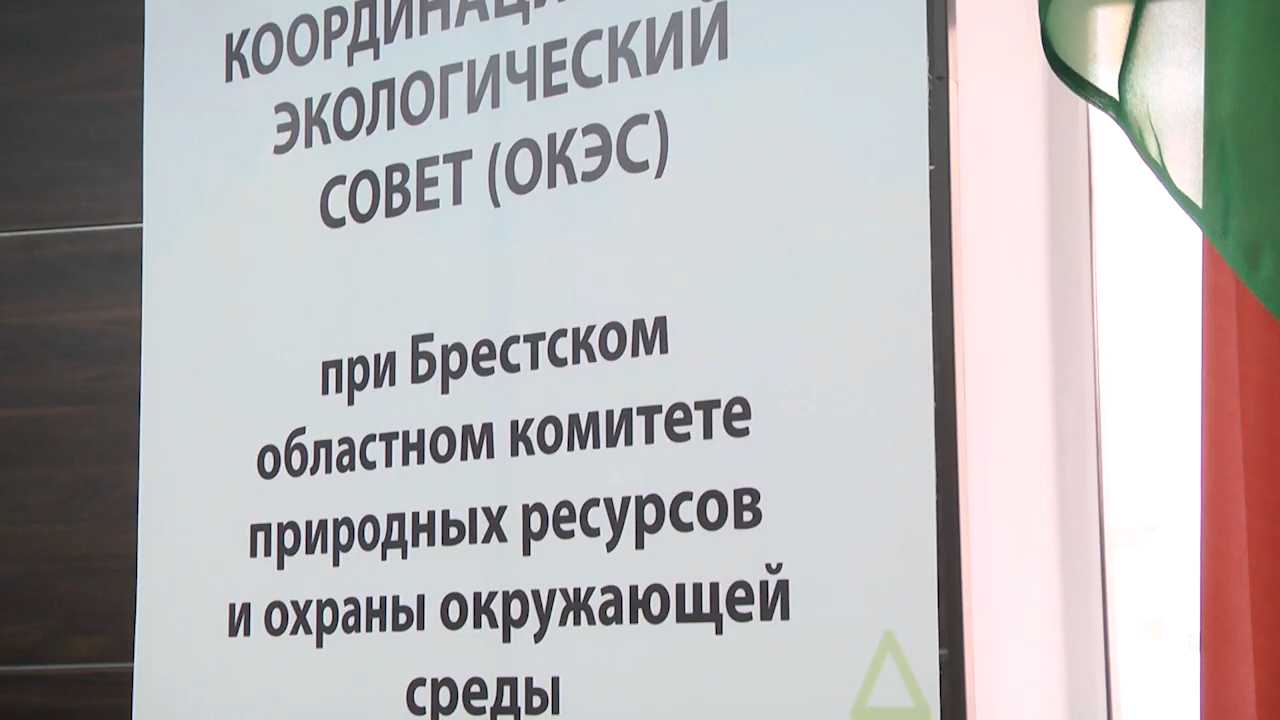 ЭКОЛОГИЧЕСКИЙ
СОВЕТ (ОКЭС)
при Брестском
областном комитете
природных ресурсов
и охраны окружающей
среды